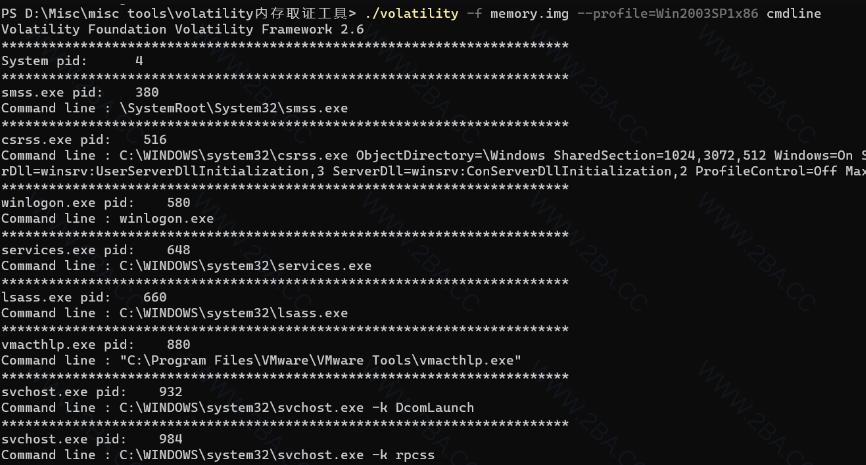 PS D:\Misc\misc tools\volatility内存取证工具> ./volatility -f memory.img --profile=Win2003SP1x86 cmdline
Volatility Foundation Volatility Framework 2.6
************************************************************************
System pid:      4
************************************************************************
smss.exe pid:    380
Command line : \SystemRoot\System32\smss.exe
************************************************************************
csrss.exe pid:    516
Command line : C:\WINDOWS\system32\csrss.exe ObjectDirectory=\Windows SharedSection=1024,3072,512 Windows=On S
rDll=winsrv:UserServerDllInitialization,3 ServerDll=winsrv:ConServerDllInitialization,2 ProfileControl=Off Max
************************************************************************
winlogon.exe pid:    580
Command line : winlogon.exe
************************************************************************
services.exe pid:    648
Command line : C:\WINDOWS\system32\services.exe
************************************************************************
lsass.exe pid:    660
Command line : C:\WINDOWS\system32\lsass.exe
************************************************************************
vmacthlp.exe pid:    880
Command line : "C:\Program Files\VMware\VMware Tools\vmacthlp.exe"
************************************************************************
svchost.exe pid:    932
Command line : C:\WINDOWS\system32\svchost.exe -k DcomLaunch
************************************************************************
svchost.exe pid:    984
Command line : C:\WINDOWS\system32\svchost.exe -k rpcss
WWW.2BA.CC